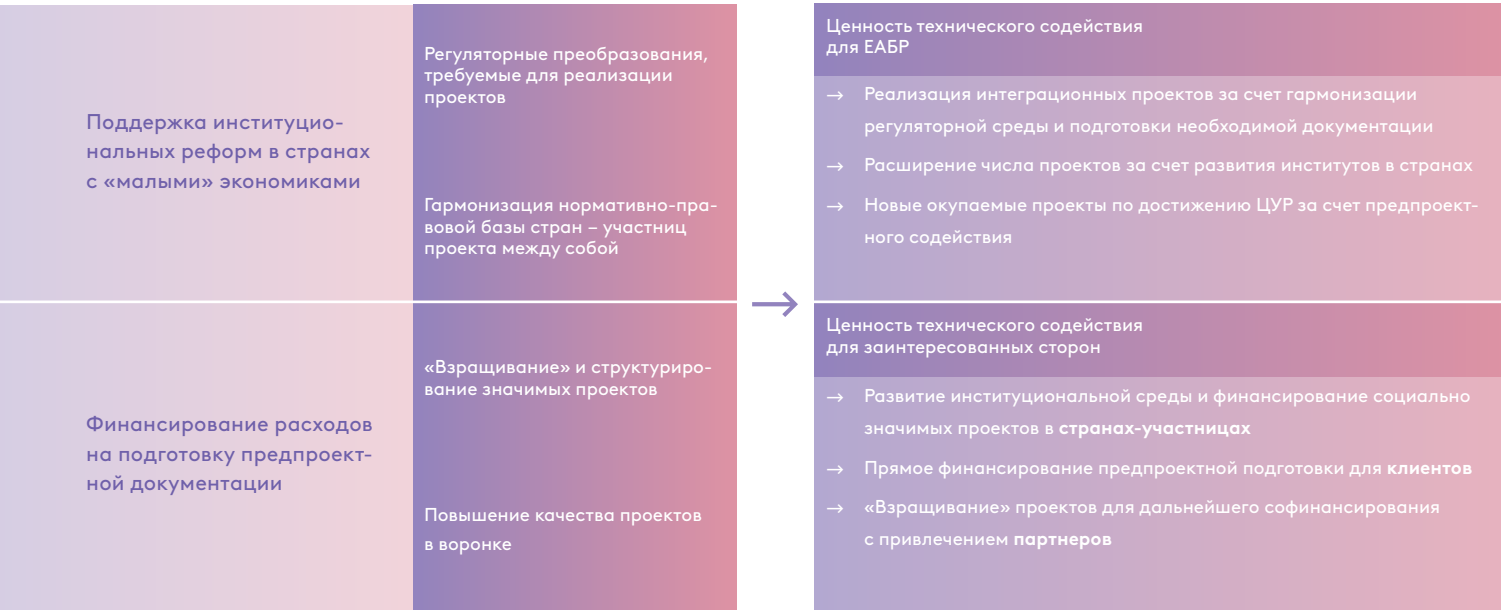 Поддержка институцио-
нальных реформ в странах
с «малыми» экономиками
Регуляторные преобразования,
требуемые для реализации
проектов
Гармонизация нормативно-пра-
вовой базы стран – участниц
проекта между собой
Финансирование расходов
на подготовку предпроект-
ной документации
«Взращивание» и структуриро-
вание значимых проектов
Повышение качества проектов
в воронке
→
Ценность технического содействия
для ЕАБР
→ Реализация интеграционных проектов за счет гармонизации
регуляторной среды и подготовки необходимой документации
→ Расширение числа проектов за счет развития институтов в странах
→ Новые окупаемые проекты по достижению ЦУР за счет предпроект-
ного содействия
Ценность технического содействия
для заинтересованных сторон
→ Развитие институциональной среды и финансирование социально
значимых проектов в странах-участницах
→ Прямое финансирование предпроектной подготовки для клиентов
→ «Взращивание» проектов для дальнейшего софинансирования
с привлечением партнеров